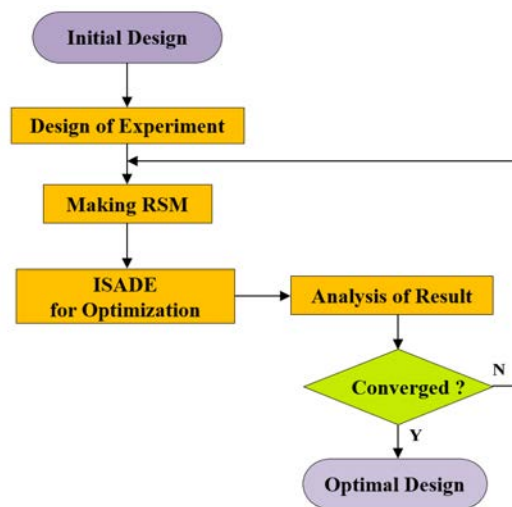 Initial Design
Design of Experiment
Making RSM
ISADE
for Optimization
Analysis of Result
Converged ?
N
Y
Optimal Design